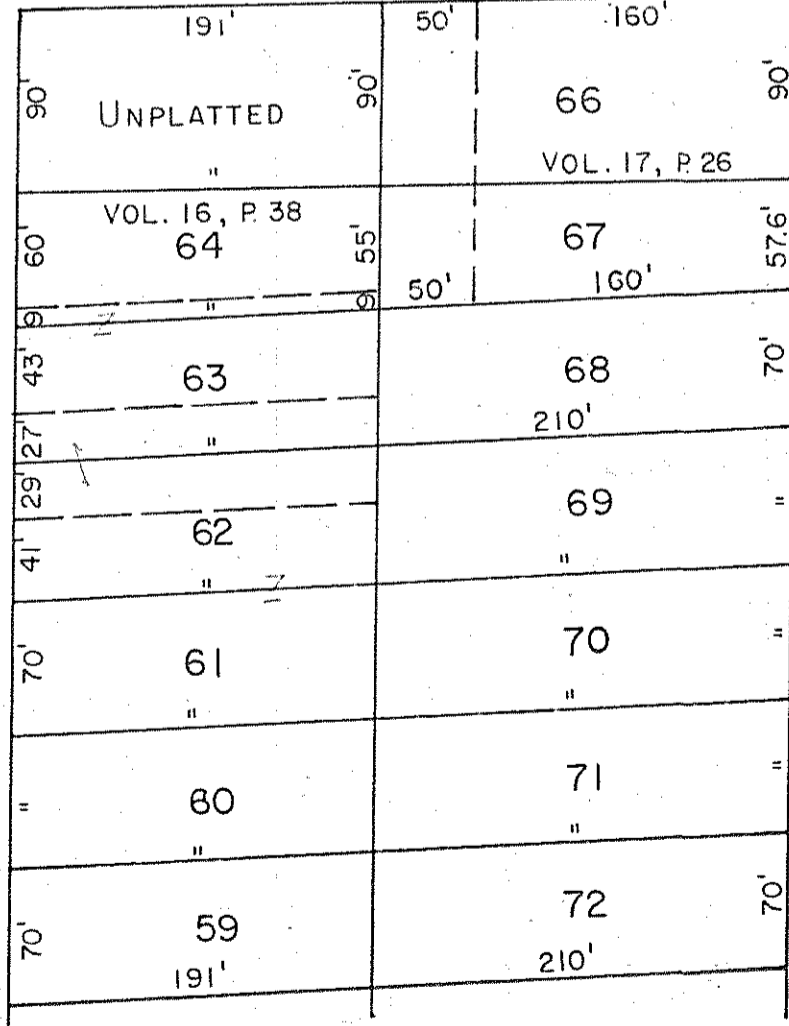 191' 50' 160'
90' 90' 90'
UNPLATTED 66
"
VOL. 17, P. 26
VOL. 16, P. 38
60' 64 55' 67 57.6'
50' 160'
9' " 9
43' 63 68 70'
210'
27' "
29' 69 "
62
41' " "
70' 61 70 "
" "
" 60 71 "
" "
70' 59 72 70'
191' 210'